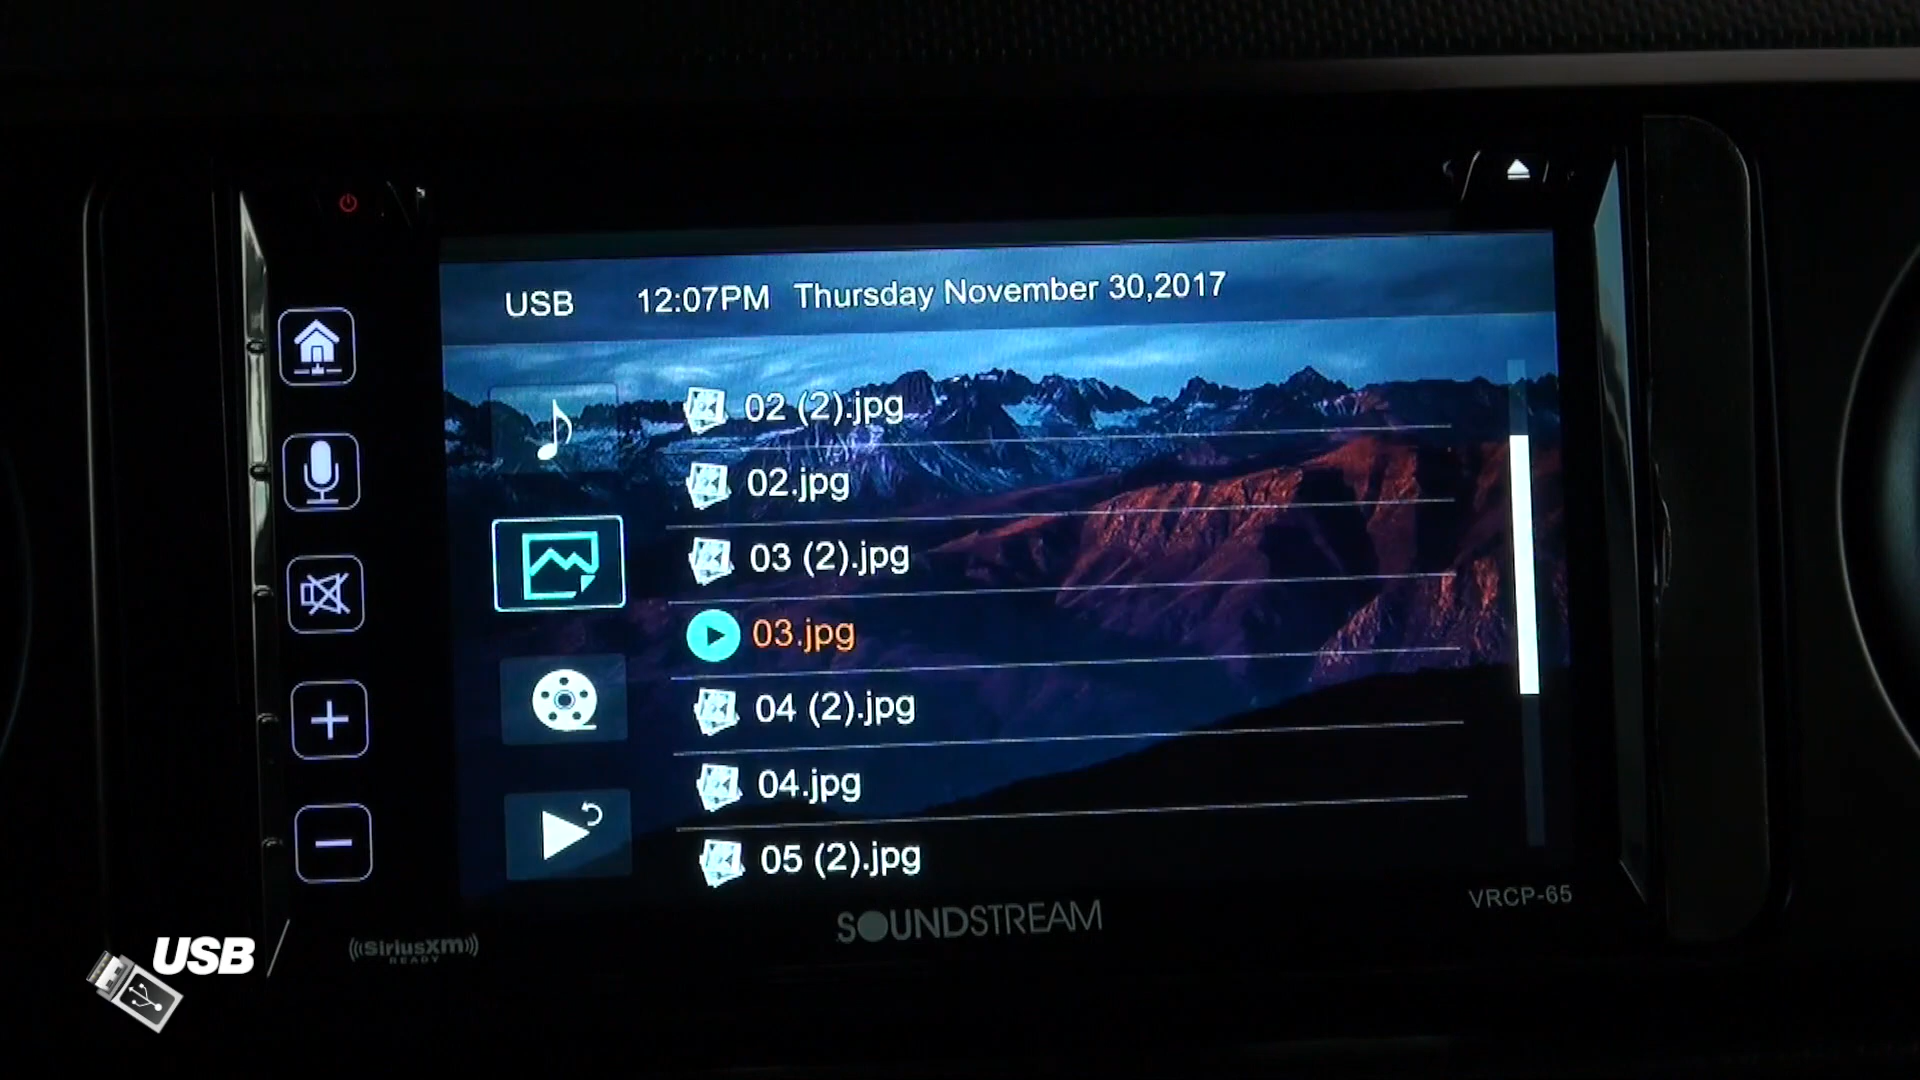 USB 12:07PM Thursday November 30,2017
02 (2).jpg
02.jpg
03 (2).jpg
03.jpg
04 (2).jpg
04.jpg
05 (2).jpg
SOUNDSTREAM
VRCP-65
SiriusXM
READY
USB